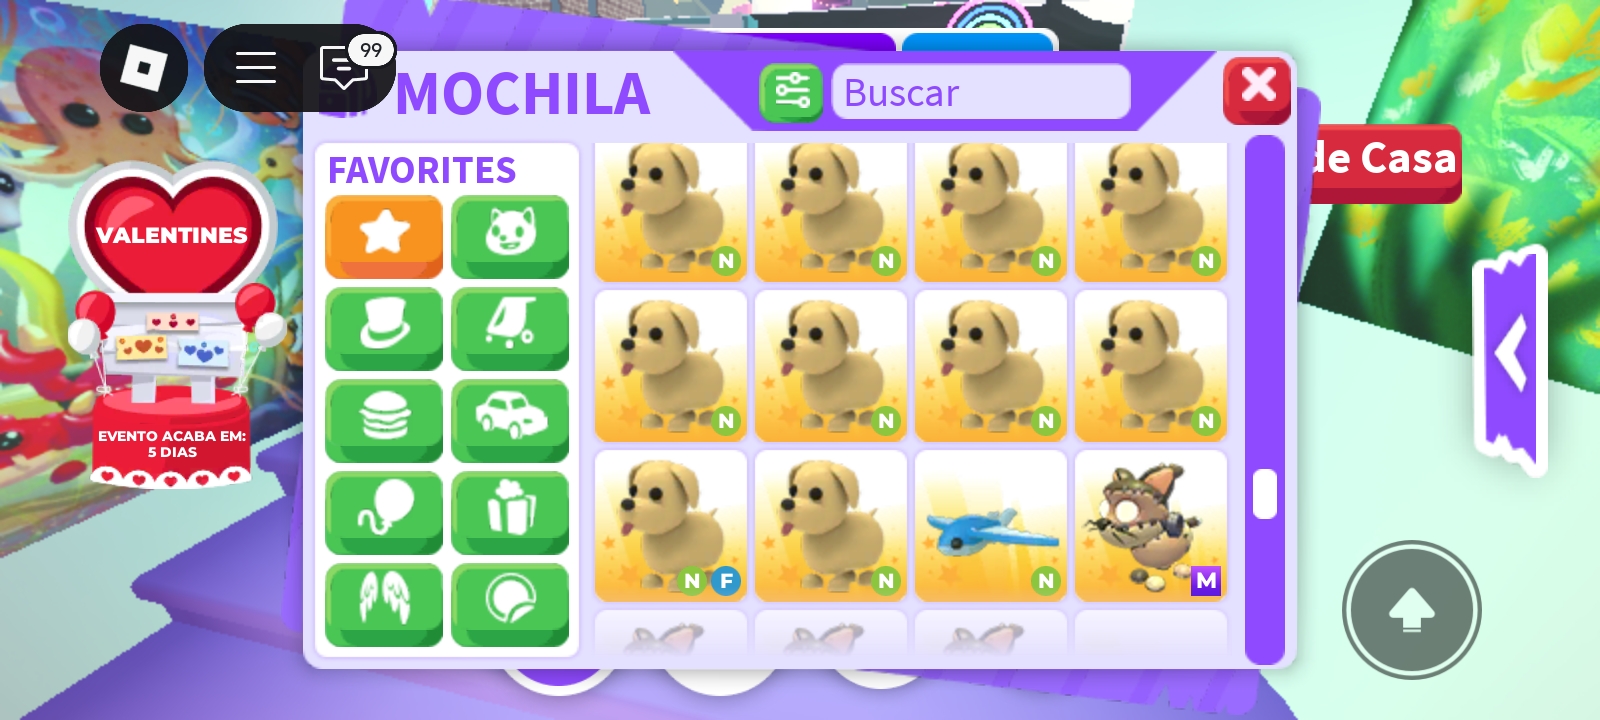 99
MOCHILA
Buscar
de Casa
FAVORITES
VALENTINES
EVENTO ACABA EM:
5 DIAS
N
N
N
N
N
N
N
N
N F
N
N
M